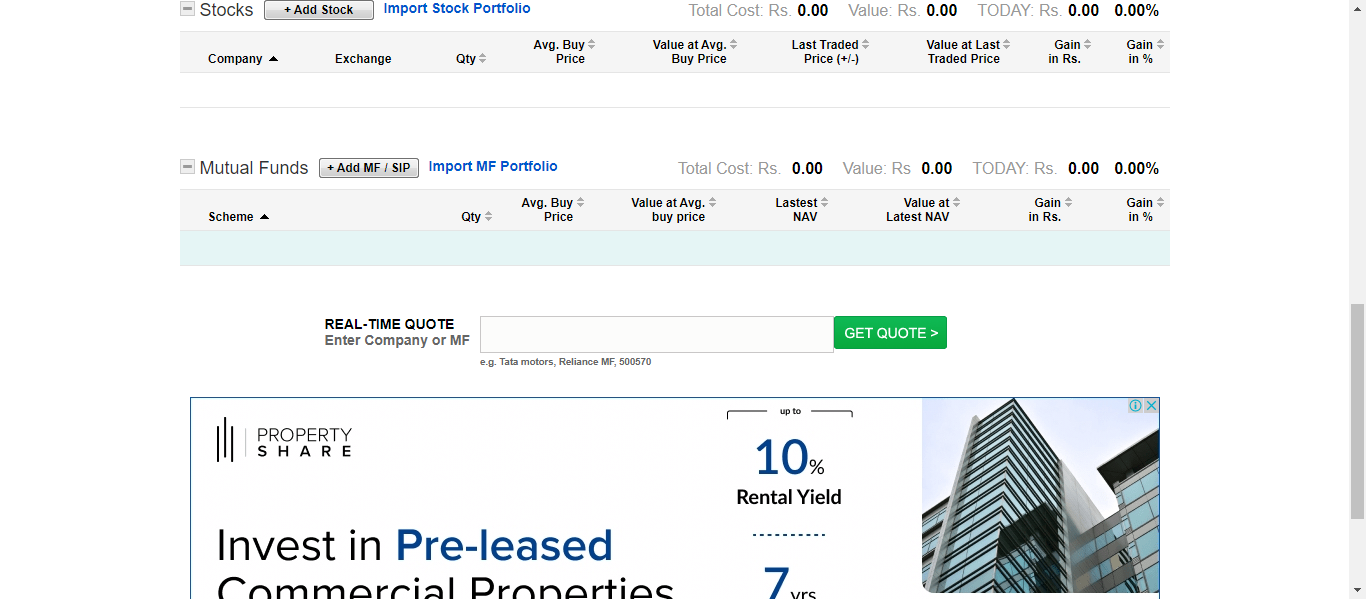 Stocks + Add Stock Import Stock Portfolio Total Cost: Rs. 0.00 Value: Rs. 0.00 TODAY: Rs. 0.00 0.00%
Company Exchange Qty Avg. Buy Price Value at Avg. Buy Price Last Traded Price (+/-) Value at Last Traded Price Gain in Rs. Gain in %
Mutual Funds + Add MF / SIP Import MF Portfolio Total Cost: Rs. 0.00 Value: Rs 0.00 TODAY: Rs. 0.00 0.00%
Scheme Qty Avg. Buy Price Value at Avg. buy price Lastest NAV Value at Latest NAV Gain in Rs. Gain in %
REAL-TIME QUOTE
Enter Company or MF
GET QUOTE >
e.g. Tata motors, Reliance MF, 500570
PROPERTY
SHARE
up to
10%
Rental Yield
Invest in Pre-leased
Commercial Properties
7 yrs